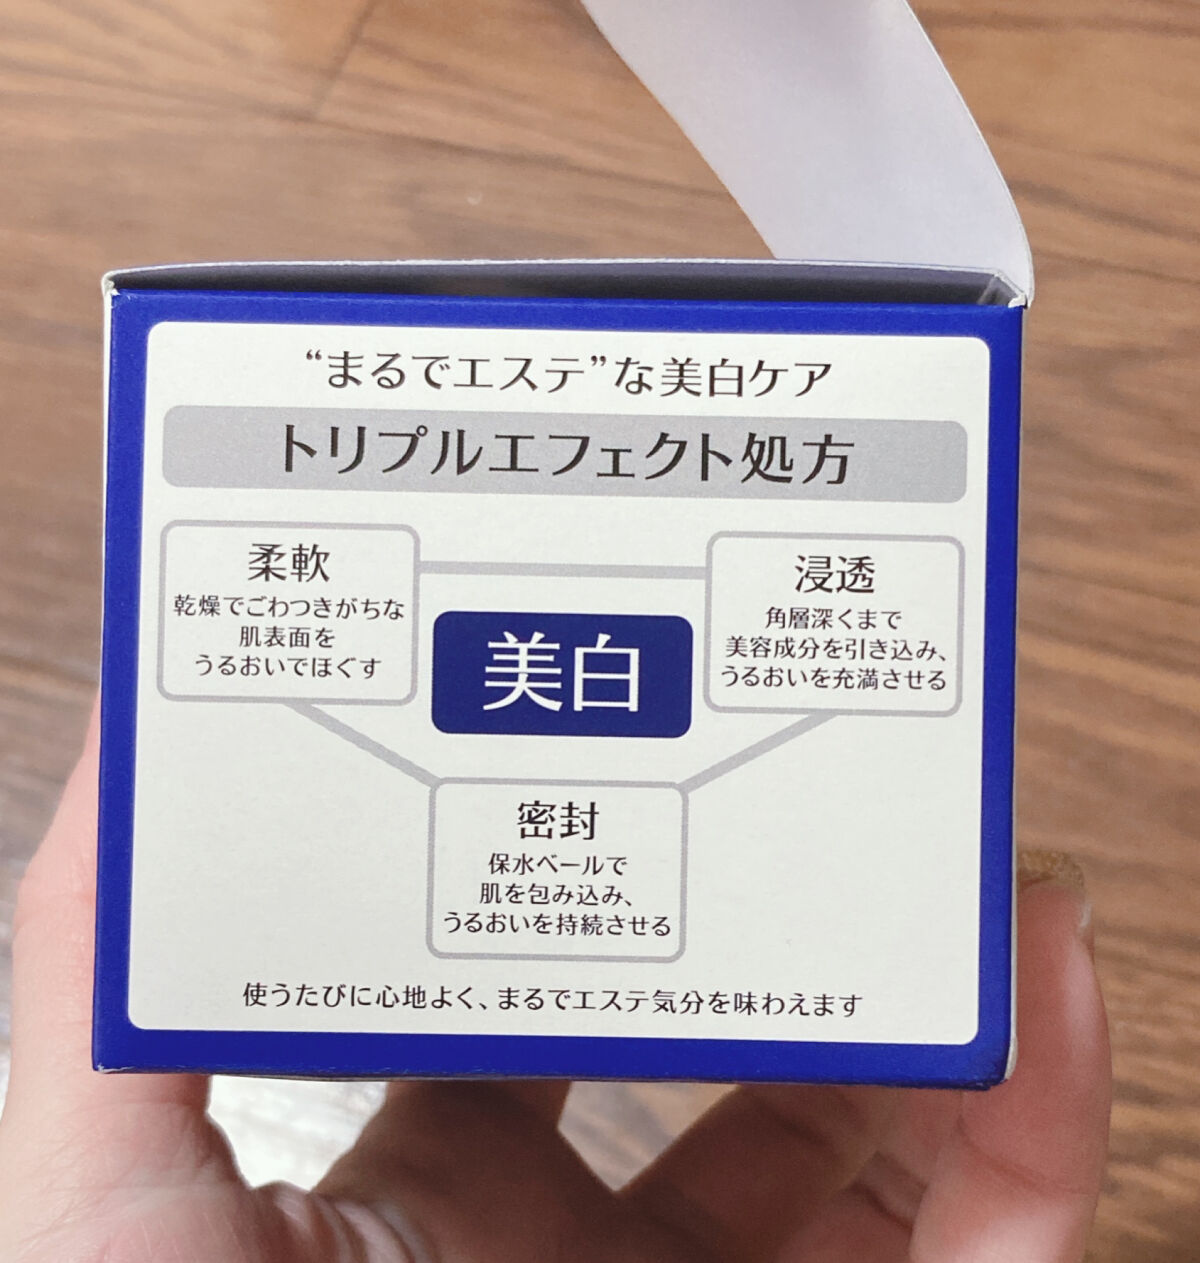 “まるでエステ”な美白ケア
トリプルエフェクト処方
柔軟
乾燥でごわつきがちな
肌表面を
うるおいでほぐす
浸透
角層深くまで
美容成分を引き込み、
うるおいを充満させる
美白
密封
保水ベールで
肌を包み込み、
うるおいを持続させる
使うたびに心地よく、まるでエステ気分を味わえます